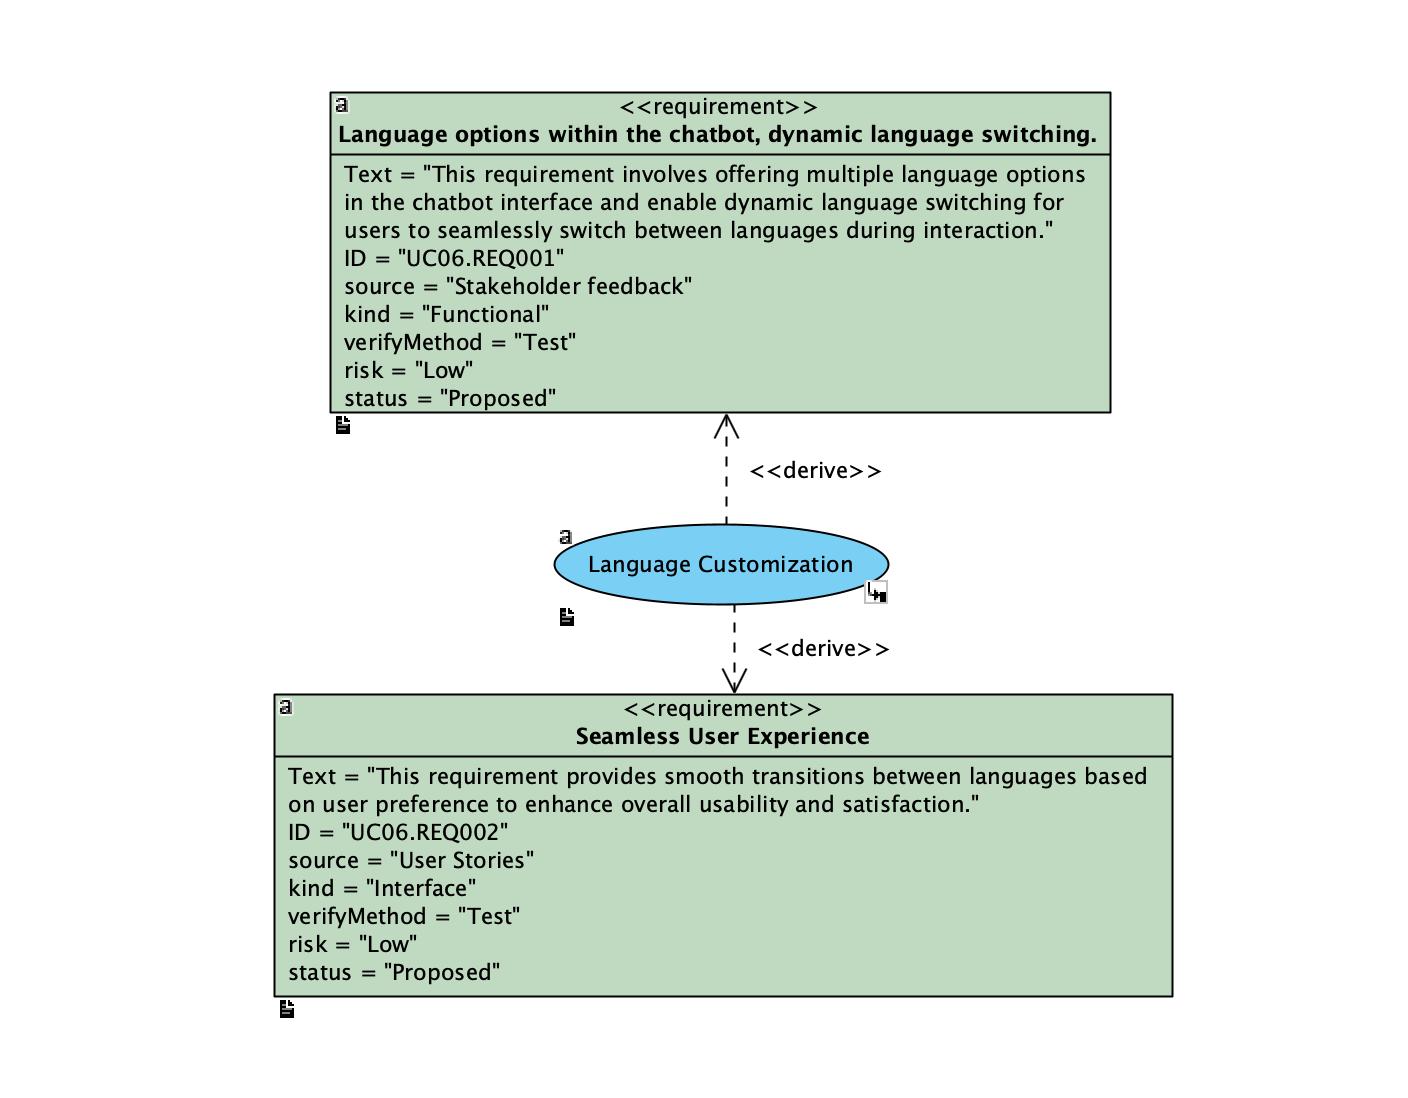 a
<<requirement>>
Language options within the chatbot, dynamic language switching.
Text = "This requirement involves offering multiple language options
in the chatbot interface and enable dynamic language switching for
users to seamlessly switch between languages during interaction."
ID = "UC06.REQ001"
source = "Stakeholder feedback"
kind = "Functional"
verifyMethod = "Test"
risk = "Low"
status = "Proposed"
<<derive>>
a
Language Customization
<<derive>>
a
<<requirement>>
Seamless User Experience
Text = "This requirement provides smooth transitions between languages based
on user preference to enhance overall usability and satisfaction."
ID = "UC06.REQ002"
source = "User Stories"
kind = "Interface"
verifyMethod = "Test"
risk = "Low"
status = "Proposed"